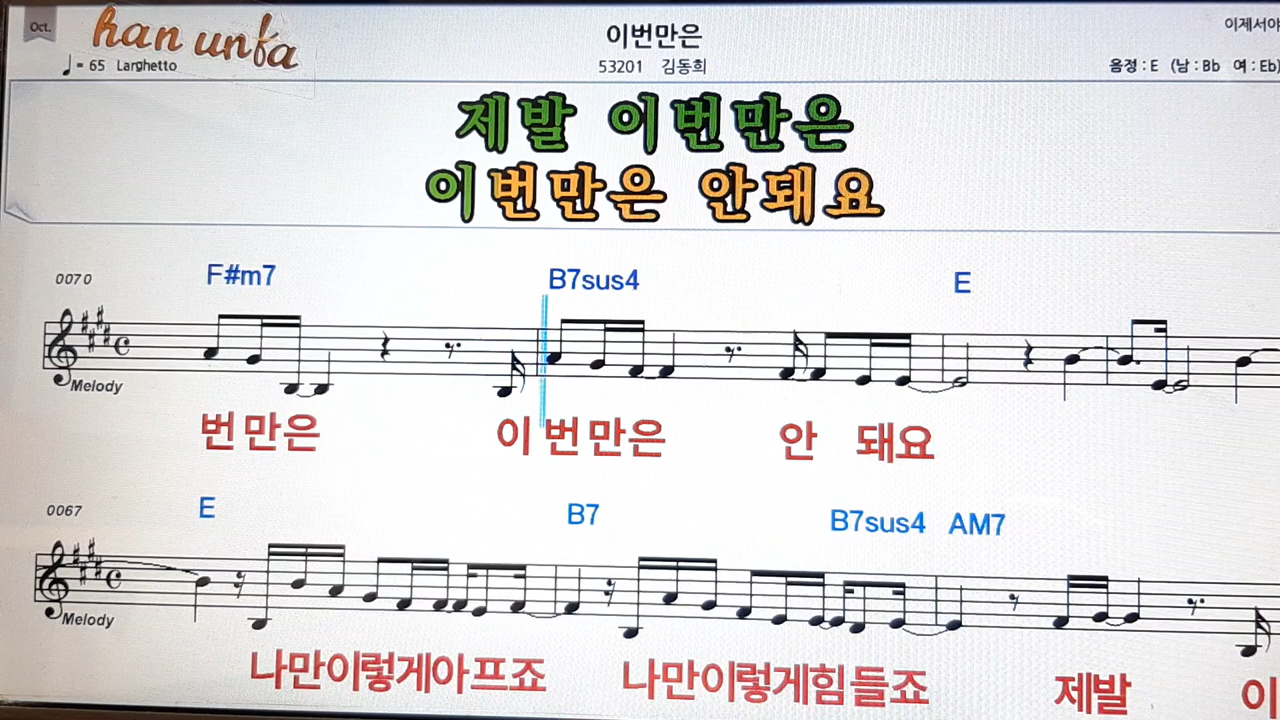 Oct.
han unfa
이번만은
이제서야
= 65 Larghetto
53201 김동희
음정 : E (남 : Bb 여 : Eb)
제발 이번만은
이번만은 안돼요
0070
F#m7 B7sus4 E
Melody
번만은 이번만은 안 돼요
0067
E B7 B7sus4 AM7
Melody
나만이렇게아프죠 나만이렇게힘들죠 제발 이